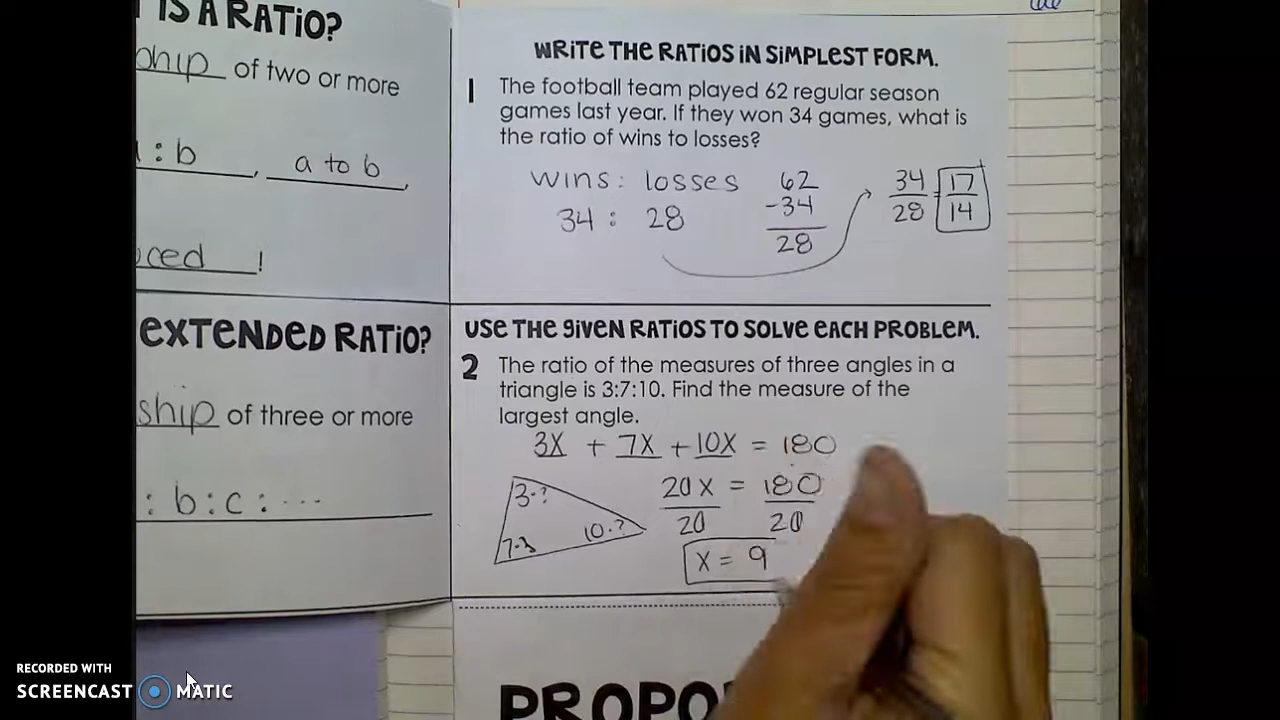 IS A RATIO?
ship of two or more
: b, a to b,
uced !
EXTENDED RATIO?
ship of three or more
: b : c : ...
WRITE THE RATIOS IN SIMPLEST FORM.
1 The football team played 62 regular season
games last year. If they won 34 games, what is
the ratio of wins to losses?
wins: losses
34 : 28
62
-34
28
34/28 = 17/14
USE THE GIVEN RATIOS TO SOLVE EACH PROBLEM.
2 The ratio of the measures of three angles in a
triangle is 3:7:10. Find the measure of the
largest angle.
3x + 7x + 10x = 180
3·?
10·?
20x = 180
20 20
x = 9
PROPO
RECORDED WITH
SCREENCAST MATIC